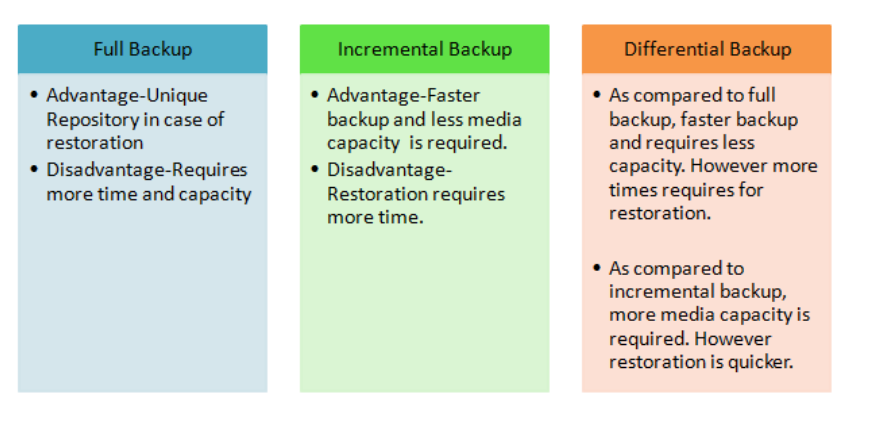 Full Backup
• Advantage-Unique
Repository in case of
restoration
• Disadvantage-Requires
more time and capacity
Incremental Backup
• Advantage-Faster
backup and less media
capacity is required.
• Disadvantage-
Restoration requires
more time.
Differential Backup
• As compared to full
backup, faster backup
and requires less
capacity. However more
times requires for
restoration.
• As compared to
incremental backup,
more media capacity is
required. However
restoration is quicker.